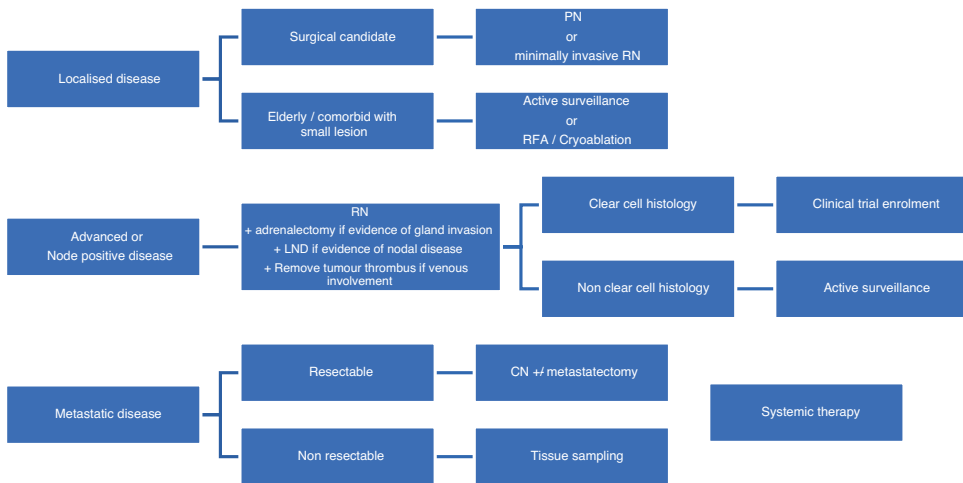 Localised disease
Surgical candidate
PN
or
minimally invasive RN
Elderly / comorbid with
small lesion
Active surveillance
or
RFA / Cryoablation
Advanced or
Node positive disease
RN
+ adrenalectomy if evidence of gland invasion
+ LND if evidence of nodal disease
+ Remove tumour thrombus if venous
involvement
Clear cell histology
Clinical trial enrolment
Non clear cell histology
Active surveillance
Metastatic disease
Resectable
CN +/- metastatectomy
Non resectable
Tissue sampling
Systemic therapy